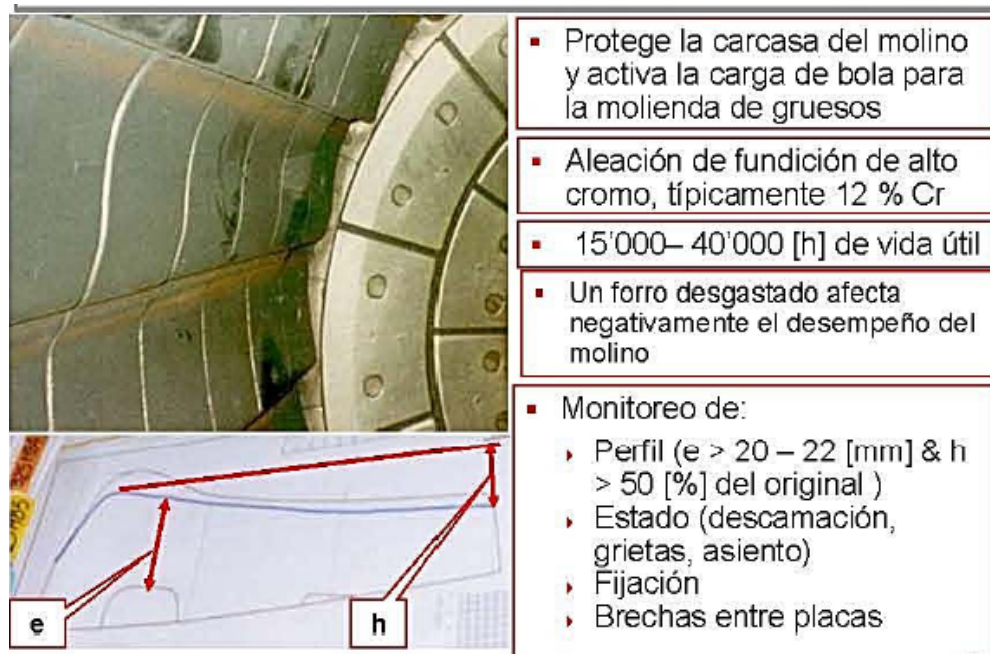 Protege la carcasa del molino
y activa la carga de bola para
la molienda de gruesos
Aleación de fundición de alto
cromo, típicamente 12 % Cr
15’000– 40’000 [h] de vida útil
Un forro desgastado afecta
negativamente el desempeño del
molino
Monitoreo de:
Perfil (e > 20 – 22 [mm] & h
> 50 [%] del original )
Estado (descamación,
grietas, asiento)
Fijación
Brechas entre placas
e
h